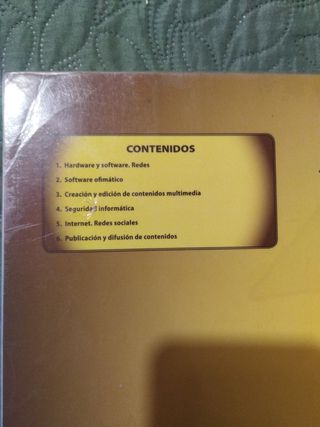 CONTENIDOS
1. Hardware y software. Redes
2. Software ofimático
3. Creación y edición de contenidos multimedia
4. Seguridad informática
5. Internet. Redes sociales
6. Publicación y difusión de contenidos